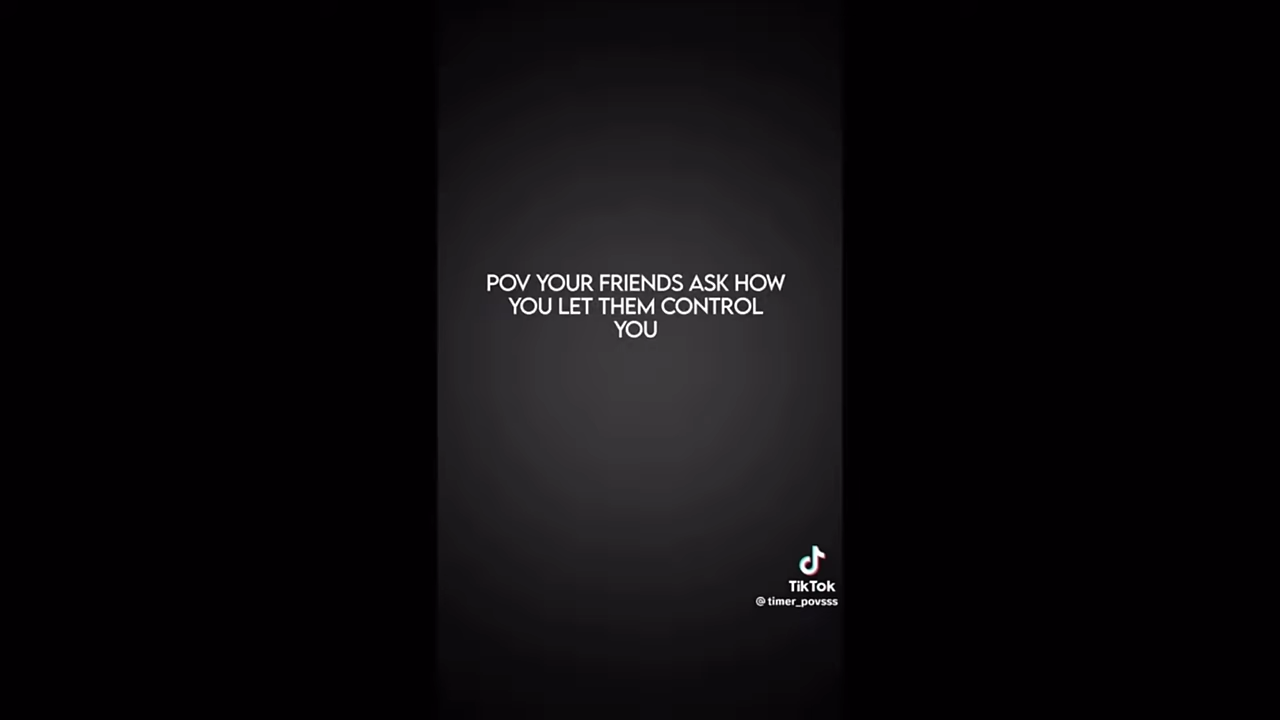 POV YOUR FRIENDS ASK HOW
YOU LET THEM CONTROL
YOU
TikTok
@timer_povsss